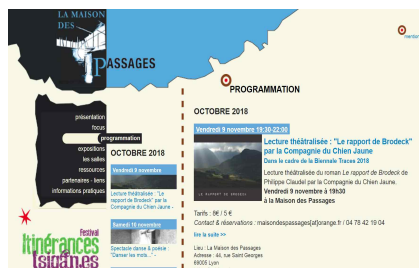 LA MAISON
DES
PASSAGES
PROGRAMMATION
présentation
focus
programmation
expositions
les salles
ressources
partenaires - liens
informations pratiques
OCTOBRE 2018
Vendredi 9 novembre
Lecture théâtralisée : "Le
rapport de Brodeck" par la
Compagnie du Chien Jaune -
Samedi 10 novembre
Spectacle danse & poésie :
"Danser les mots..." -
Festival
Itinérances
tsiganes
OCTOBRE 2018
Vendredi 9 novembre 19:30-22:00
Lecture théâtralisée : "Le rapport de Brodeck"
par la Compagnie du Chien Jaune
Dans le cadre de la Biennale Traces 2018
LE RAPPORT DE BRODECK
Lecture théâtralisée du roman Le rapport de Brodeck de
Philippe Claudel par la Compagnie du Chien Jaune.
Vendredi 9 novembre à 19h30
à la Maison des Passages
Tarifs : 8€ / 5 €
Contact & réservations : maisondespassages[at]orange.fr / 04 78 42 19 04
lire la suite >>
Lieu : La Maison des Passages
Adresse : 44, rue Saint Georges
69005 Lyon